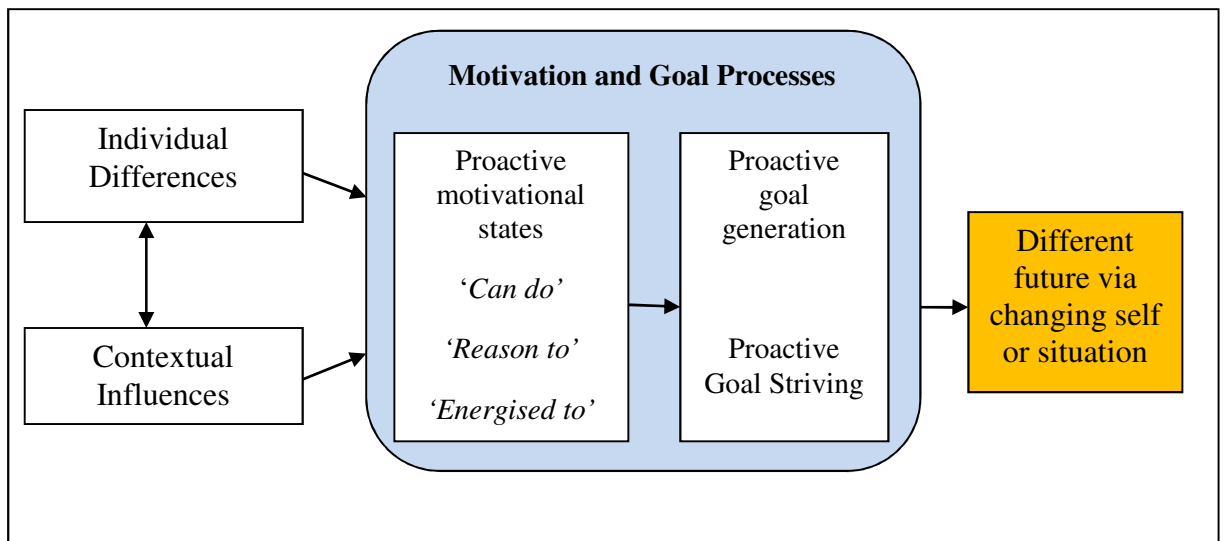 Motivation and Goal Processes
Individual
Differences
Contextual
Influences
Proactive
motivational
states
‘Can do’
‘Reason to’
‘Energised to’
Proactive
goal
generation
Proactive
Goal Striving
Different
future via
changing self
or situation